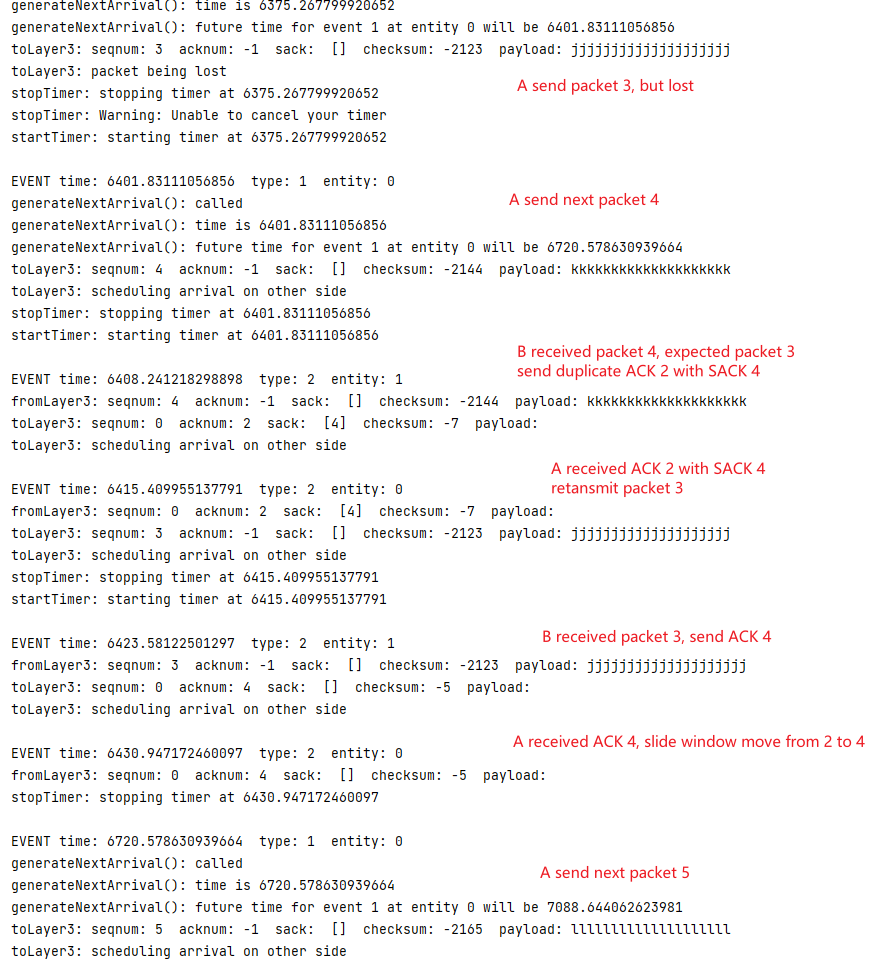 generateNextArrival(): time is 6375.267799920652
generateNextArrival(): future time for event 1 at entity 0 will be 6401.83111056856
toLayer3: seqnum: 3  acknum: -1  sack:  []  checksum: -2123  payload: jjjjjjjjjjjjjjjjjjjj
toLayer3: packet being lost
A send packet 3, but lost
stopTimer: stopping timer at 6375.267799920652
stopTimer: Warning: Unable to cancel your timer
startTimer: starting timer at 6375.267799920652
EVENT time: 6401.83111056856  type: 1  entity: 0
A send next packet 4
generateNextArrival(): called
generateNextArrival(): time is 6401.83111056856
generateNextArrival(): future time for event 1 at entity 0 will be 6720.578630939664
toLayer3: seqnum: 4  acknum: -1  sack:  []  checksum: -2144  payload: kkkkkkkkkkkkkkkkkkkk
toLayer3: scheduling arrival on other side
stopTimer: stopping timer at 6401.83111056856
startTimer: starting timer at 6401.83111056856
B received packet 4, expected packet 3
send duplicate ACK 2 with SACK 4
EVENT time: 6408.241218298898  type: 2  entity: 1
fromLayer3: seqnum: 4  acknum: -1  sack:  []  checksum: -2144  payload: kkkkkkkkkkkkkkkkkkkk
toLayer3: seqnum: 0  acknum: 2  sack:  [4]  checksum: -7  payload:
toLayer3: scheduling arrival on other side
A received ACK 2 with SACK 4
retansmit packet 3
EVENT time: 6415.409955137791  type: 2  entity: 0
fromLayer3: seqnum: 0  acknum: 2  sack:  [4]  checksum: -7  payload:
toLayer3: seqnum: 3  acknum: -1  sack:  []  checksum: -2123  payload: jjjjjjjjjjjjjjjjjjjj
toLayer3: scheduling arrival on other side
stopTimer: stopping timer at 6415.409955137791
startTimer: starting timer at 6415.409955137791
B received packet 3, send ACK 4
EVENT time: 6423.58122501297  type: 2  entity: 1
fromLayer3: seqnum: 3  acknum: -1  sack:  []  checksum: -2123  payload: jjjjjjjjjjjjjjjjjjjj
toLayer3: seqnum: 0  acknum: 4  sack:  []  checksum: -5  payload:
toLayer3: scheduling arrival on other side
A received ACK 4, slide window move from 2 to 4
EVENT time: 6430.947172460097  type: 2  entity: 0
fromLayer3: seqnum: 0  acknum: 4  sack:  []  checksum: -5  payload:
stopTimer: stopping timer at 6430.947172460097
EVENT time: 6720.578630939664  type: 1  entity: 0
generateNextArrival(): called
A send next packet 5
generateNextArrival(): time is 6720.578630939664
generateNextArrival(): future time for event 1 at entity 0 will be 7088.644062623981
toLayer3: seqnum: 5  acknum: -1  sack:  []  checksum: -2165  payload: llllllllllllllllllll
toLayer3: scheduling arrival on other side